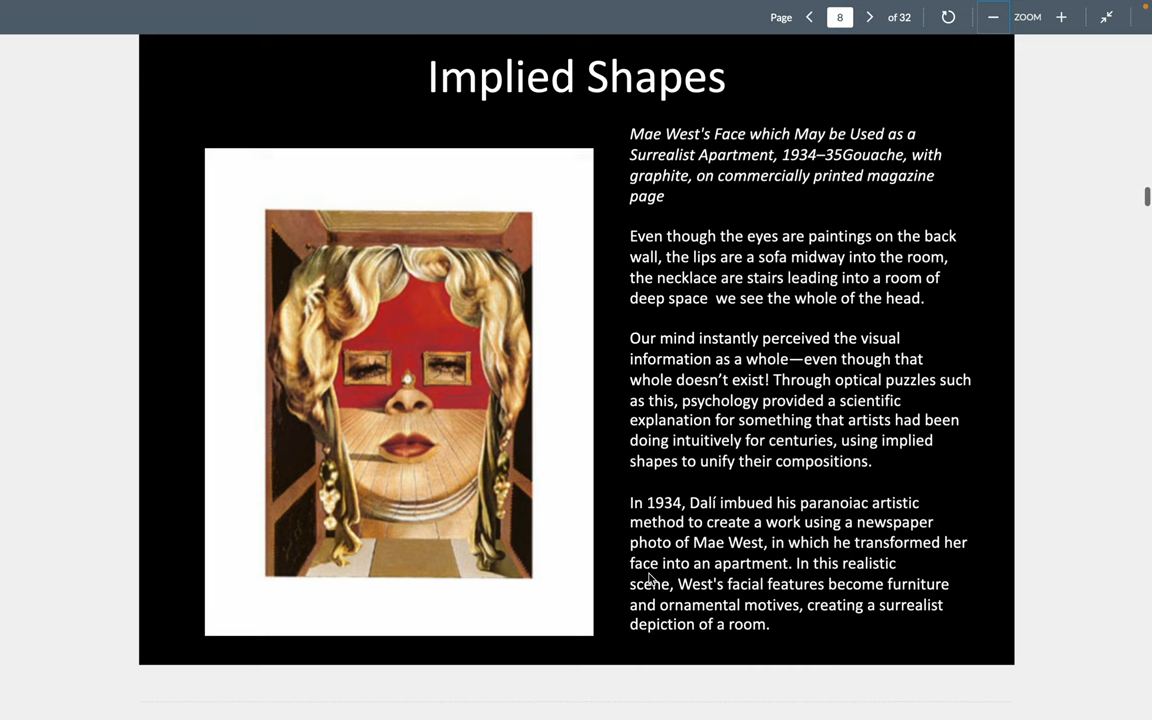 Page 8 of 32 ZOOM
Implied Shapes
Mae West's Face which May be Used as a
Surrealist Apartment, 1934–35Gouache, with
graphite, on commercially printed magazine
page
Even though the eyes are paintings on the back
wall, the lips are a sofa midway into the room,
the necklace are stairs leading into a room of
deep space  we see the whole of the head.
Our mind instantly perceived the visual
information as a whole—even though that
whole doesn’t exist! Through optical puzzles such
as this, psychology provided a scientific
explanation for something that artists had been
doing intuitively for centuries, using implied
shapes to unify their compositions.
In 1934, Dalí imbued his paranoiac artistic
method to create a work using a newspaper
photo of Mae West, in which he transformed her
face into an apartment. In this realistic
scene, West's facial features become furniture
and ornamental motives, creating a surrealist
depiction of a room.